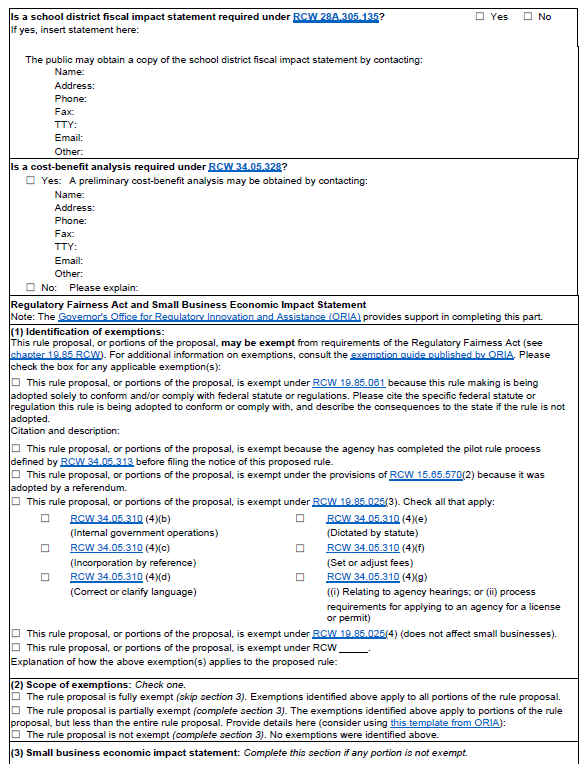 Is a school district fiscal impact statement required under RCW 28A.305.135? ☐ Yes ☐ No
If yes, insert statement here:
The public may obtain a copy of the school district fiscal impact statement by contacting:
Name:
Address:
Phone:
Fax:
TTY:
Email:
Other:
Is a cost-benefit analysis required under RCW 34.05.328?
☐ Yes: A preliminary cost-benefit analysis may be obtained by contacting:
Name:
Address:
Phone:
Fax:
TTY:
Email:
Other:
☐ No: Please explain:
Regulatory Fairness Act and Small Business Economic Impact Statement
Note: The Governor's Office for Regulatory Innovation and Assistance (ORIA) provides support in completing this part.
(1) Identification of exemptions:
This rule proposal, or portions of the proposal, may be exempt from requirements of the Regulatory Fairness Act (see
chapter 19.85 RCW). For additional information on exemptions, consult the exemption guide published by ORIA. Please
check the box for any applicable exemption(s):
☐ This rule proposal, or portions of the proposal, is exempt under RCW 19.85.061 because this rule making is being
adopted solely to conform and/or comply with federal statute or regulations. Please cite the specific federal statute or
regulation this rule is being adopted to conform or comply with, and describe the consequences to the state if the rule is not
adopted.
Citation and description:
☐ This rule proposal, or portions of the proposal, is exempt because the agency has completed the pilot rule process
defined by RCW 34.05.313 before filing the notice of this proposed rule.
☐ This rule proposal, or portions of the proposal, is exempt under the provisions of RCW 15.65.570(2) because it was
adopted by a referendum.
☐ This rule proposal, or portions of the proposal, is exempt under RCW 19.85.025(3). Check all that apply:
☐ RCW 34.05.310 (4)(b) ☐ RCW 34.05.310 (4)(e)
(Internal government operations) (Dictated by statute)
☐ RCW 34.05.310 (4)(c) ☐ RCW 34.05.310 (4)(f)
(Incorporation by reference) (Set or adjust fees)
☐ RCW 34.05.310 (4)(d) ☐ RCW 34.05.310 (4)(g)
(Correct or clarify language) ((i) Relating to agency hearings; or (ii) process
requirements for applying to an agency for a license
or permit)
☐ This rule proposal, or portions of the proposal, is exempt under RCW 19.85.025(4) (does not affect small businesses).
☐ This rule proposal, or portions of the proposal, is exempt under RCW _____.
Explanation of how the above exemption(s) applies to the proposed rule:
(2) Scope of exemptions: Check one.
☐ The rule proposal is fully exempt (skip section 3). Exemptions identified above apply to all portions of the rule proposal.
☐ The rule proposal is partially exempt (complete section 3). The exemptions identified above apply to portions of the rule
proposal, but less than the entire rule proposal. Provide details here (consider using this template from ORIA):
☐ The rule proposal is not exempt (complete section 3). No exemptions were identified above.
(3) Small business economic impact statement: Complete this section if any portion is not exempt.